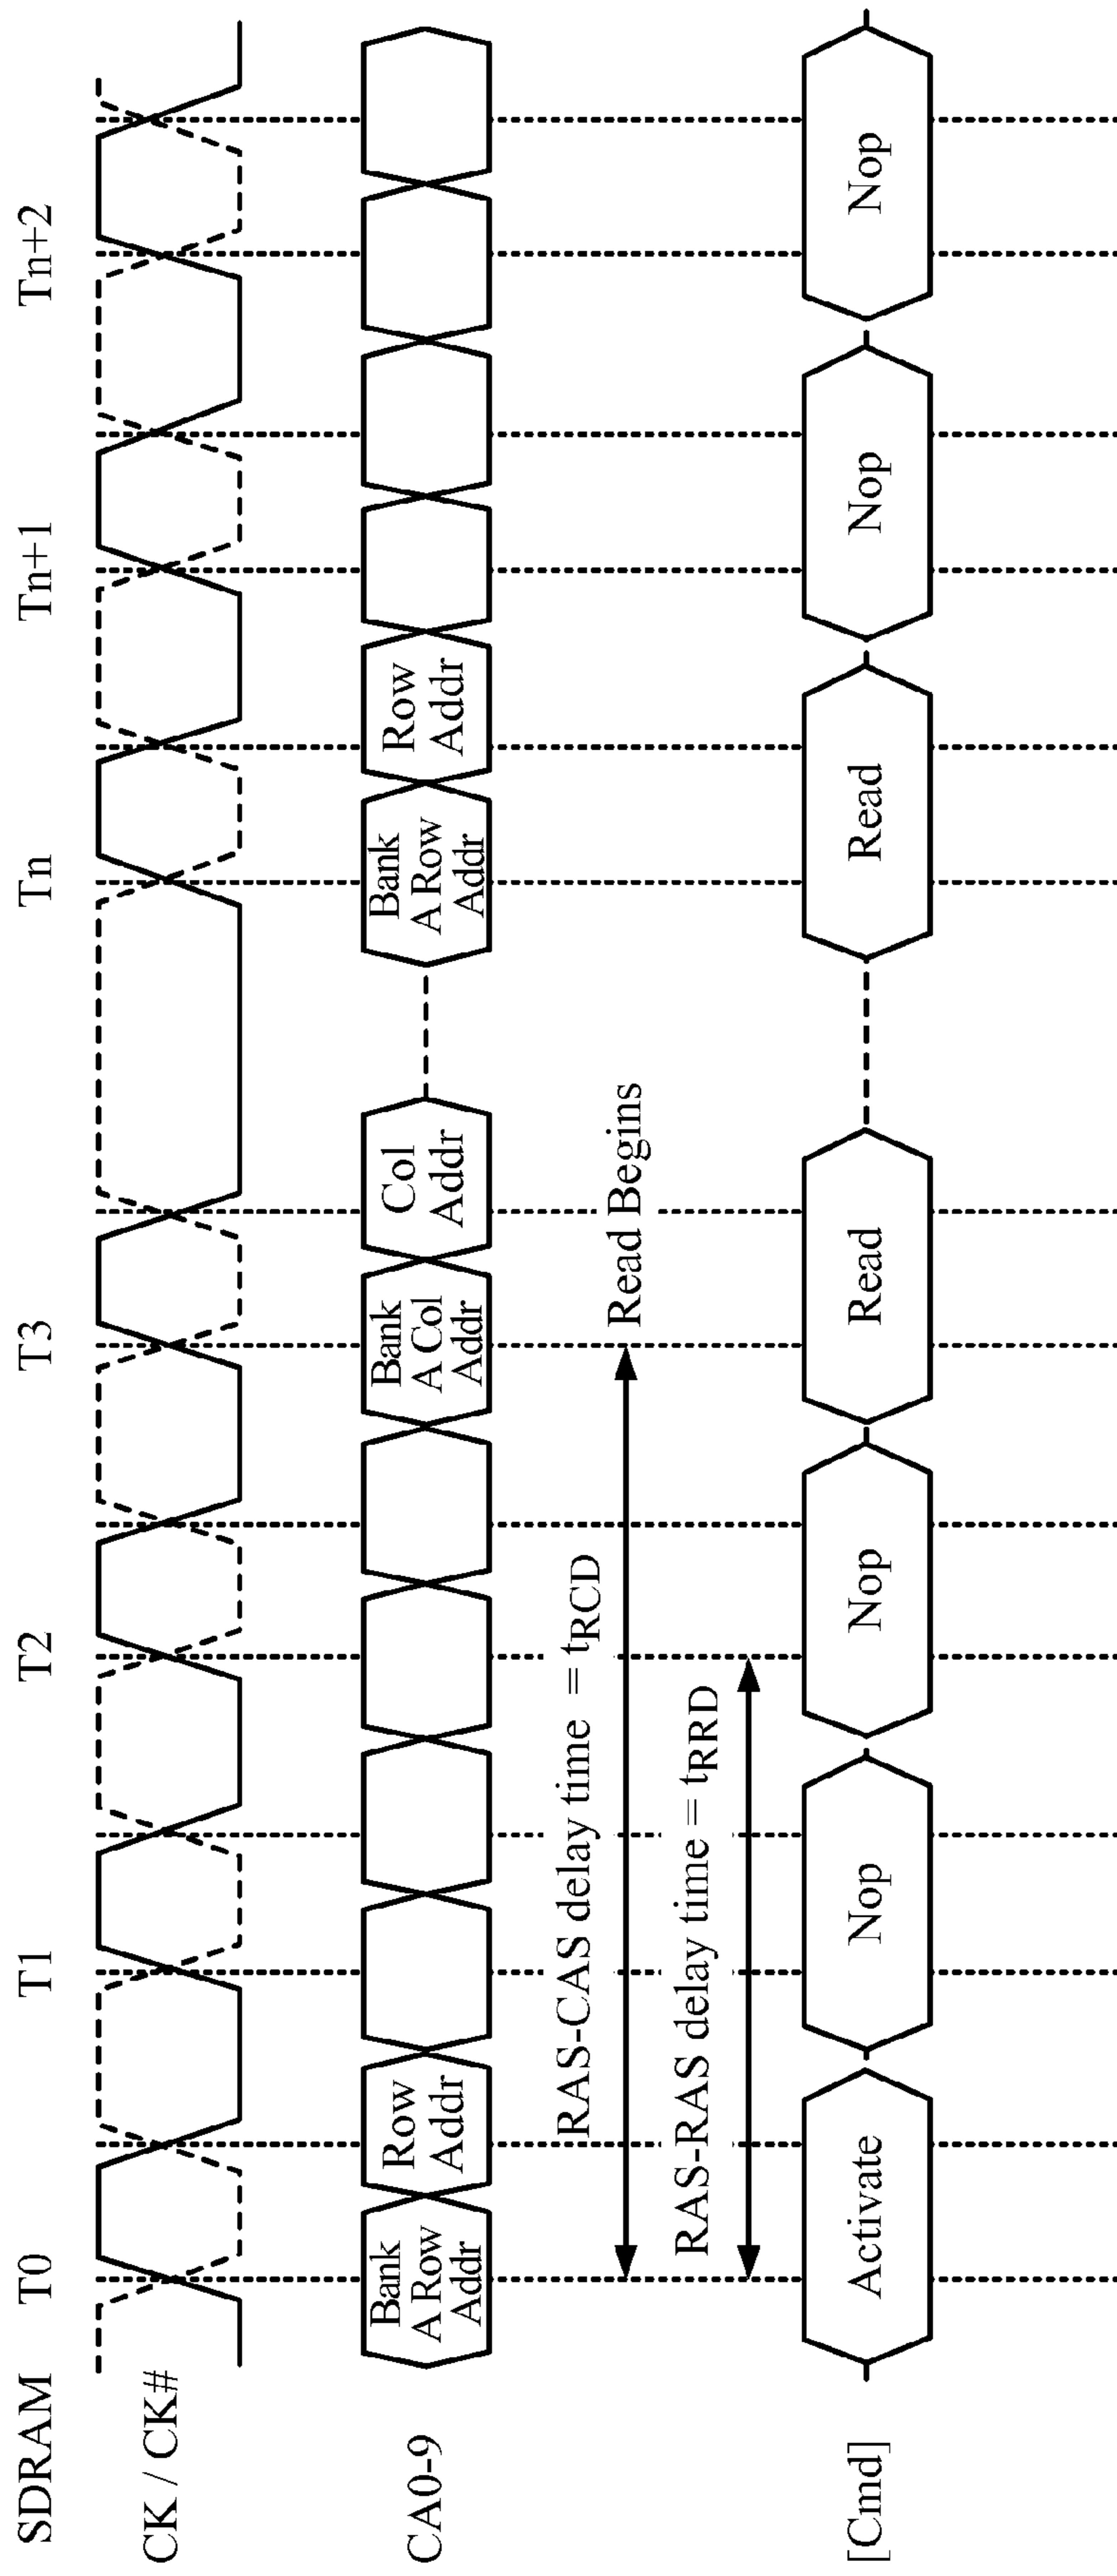 SDRAM T0 T1 T2 T3 Tn Tn+1 Tn+2
CK / CK#
CA0-9
Bank
A Row
Addr
Row
Addr
Bank
A Col
Addr
Col
Addr
Bank
A Row
Addr
Row
Addr
RAS-CAS delay time = tRCD
Read Begins
RAS-RAS delay time = tRRD
[Cmd] Activate Nop Nop Read Read Nop Nop